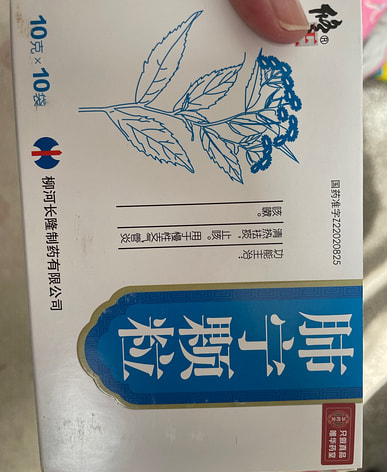 修®
国药准字Z22020825
功能主治:
清热祛痰,止咳。用于慢性支气管炎
咳嗽。
肺宁颗粒
10克×10袋
柳河长隆制药有限公司